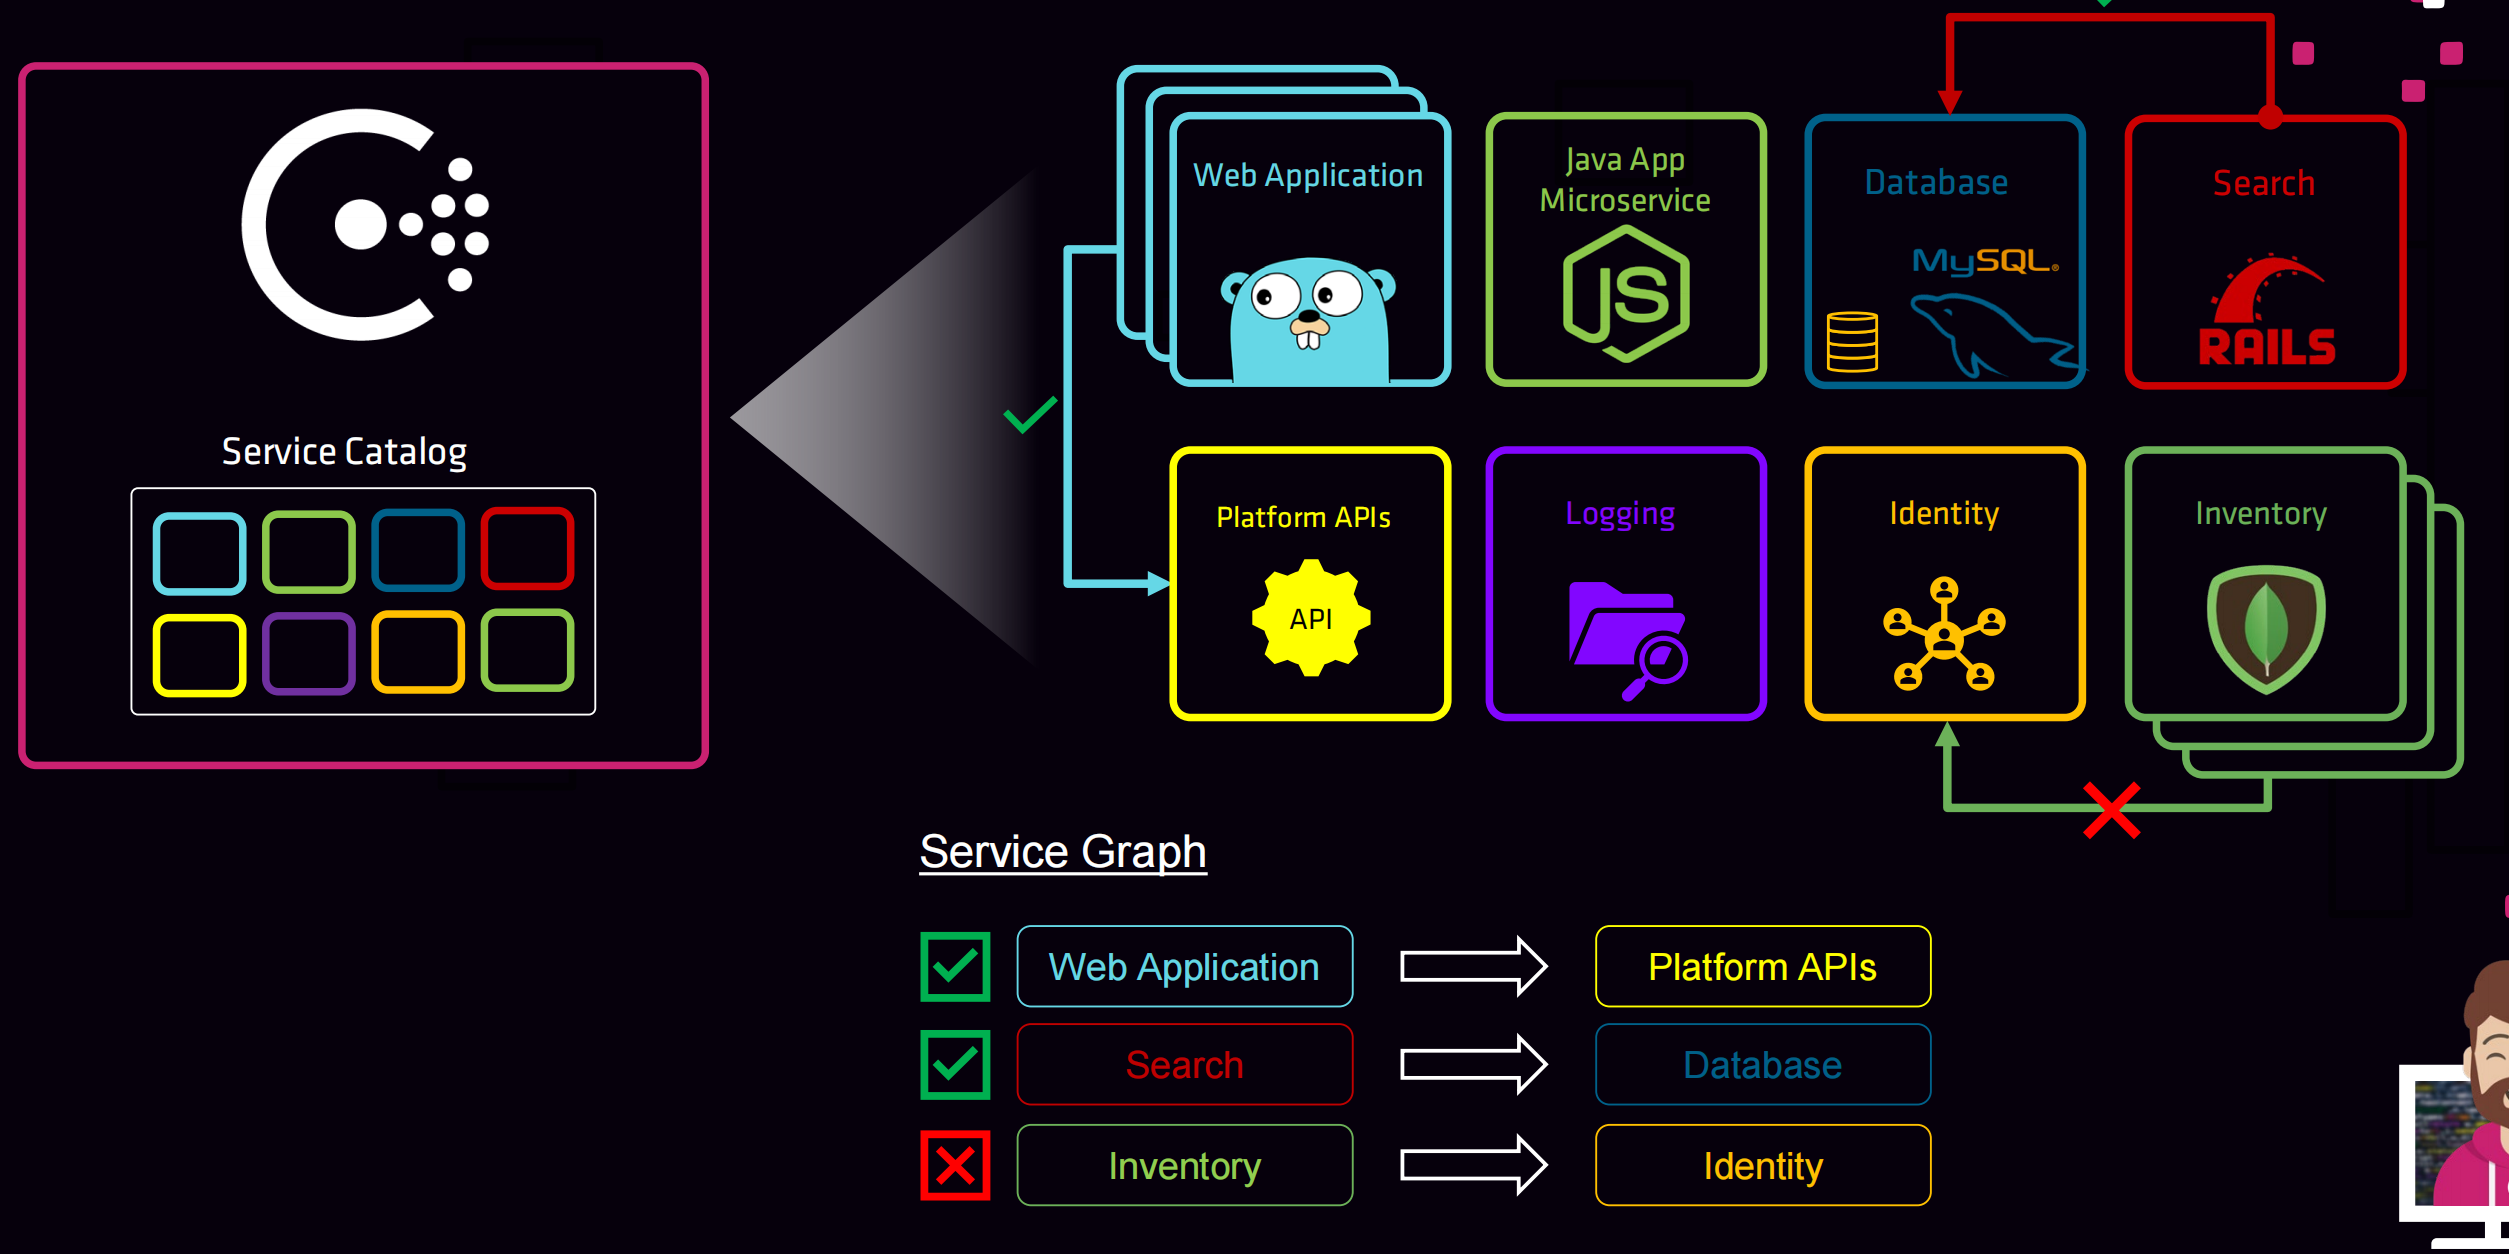 Service Catalog
Web Application
Java App
Microservice
JS
Database
MySQL®
Search
RAILS
Platform APIs
API
Logging
Identity
Inventory
Service Graph
Web Application
Platform APIs
Search
Database
Inventory
Identity